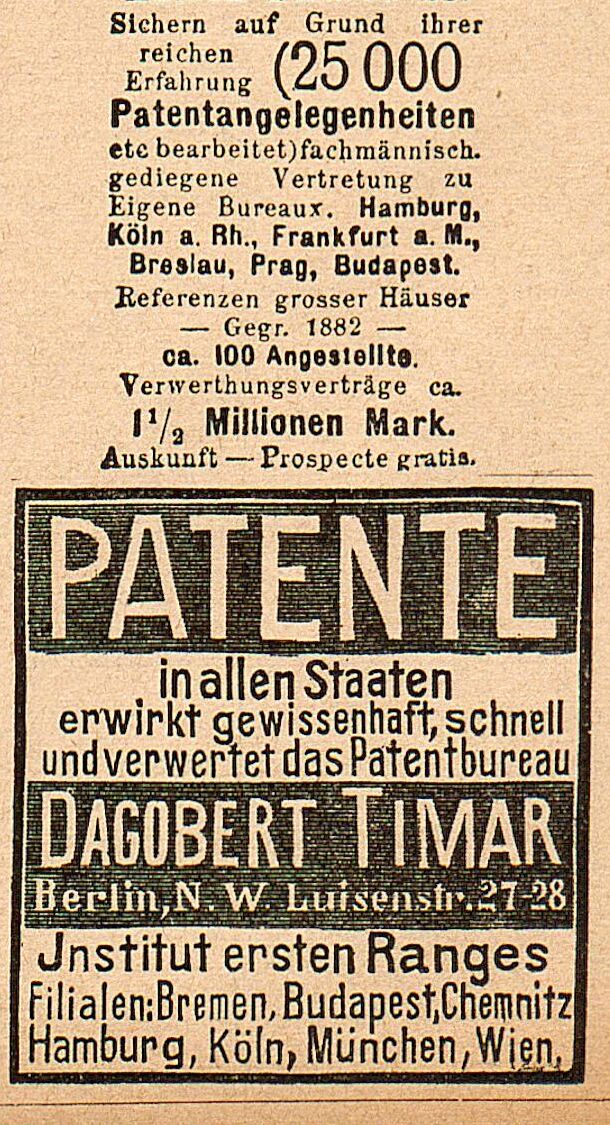 Sichern auf Grund ihrer
reichen
Erfahrung (25 000
Patentangelegenheiten
etc bearbeitet) fachmännisch.
gediegene Vertretung zu
Eigene Bureaux. Hamburg,
Köln a. Rh., Frankfurt a. M.,
Breslau, Prag, Budapest.
Referenzen grosser Häuser
— Gegr. 1882 —
ca. 100 Angestellte.
Verwerthungsverträge ca.
1 1/2 Millionen Mark.
Auskunft — Prospecte gratis.
PATENTE
in allen Staaten
erwirkt gewissenhaft, schnell
und verwertet das Patentbureau
DAGOBERT TIMAR
Berlin, N. W. Luisenstr. 27-28
Jnstitut ersten Ranges
Filialen: Bremen, Budapest, Chemnitz
Hamburg, Köln, München, Wien,